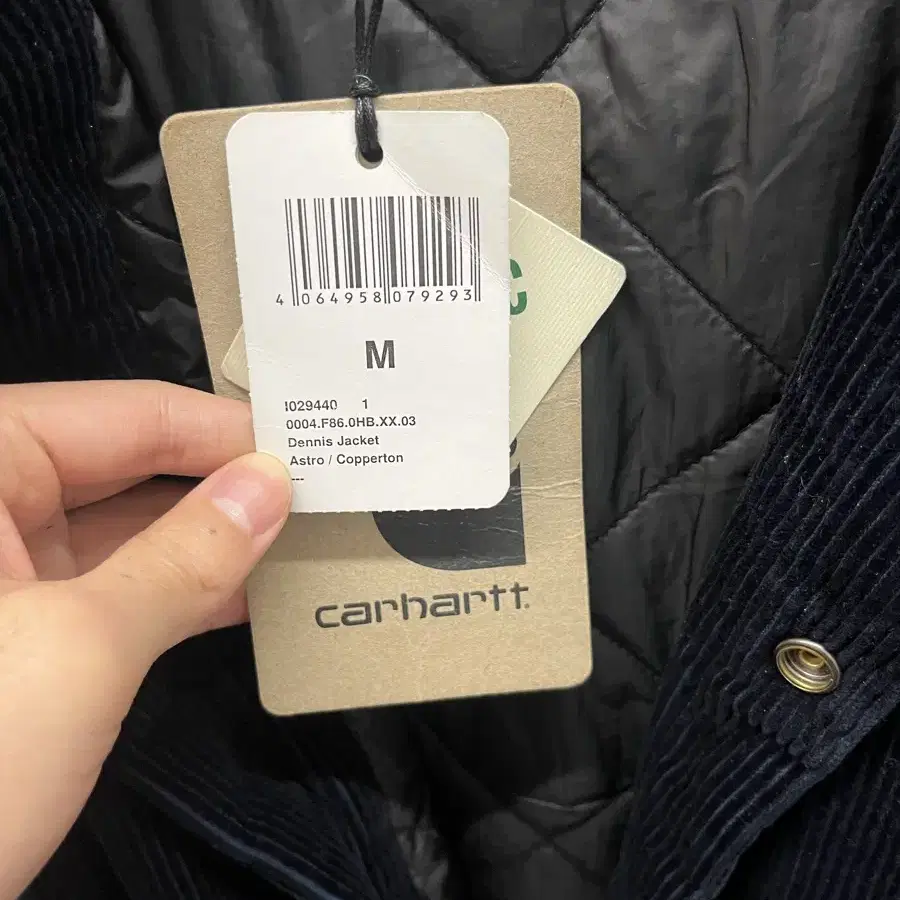 4 064958 079293
M
I029440 1
0004.F86.0HB.XX.03
Dennis Jacket
Astro / Copperton
---
carhartt.